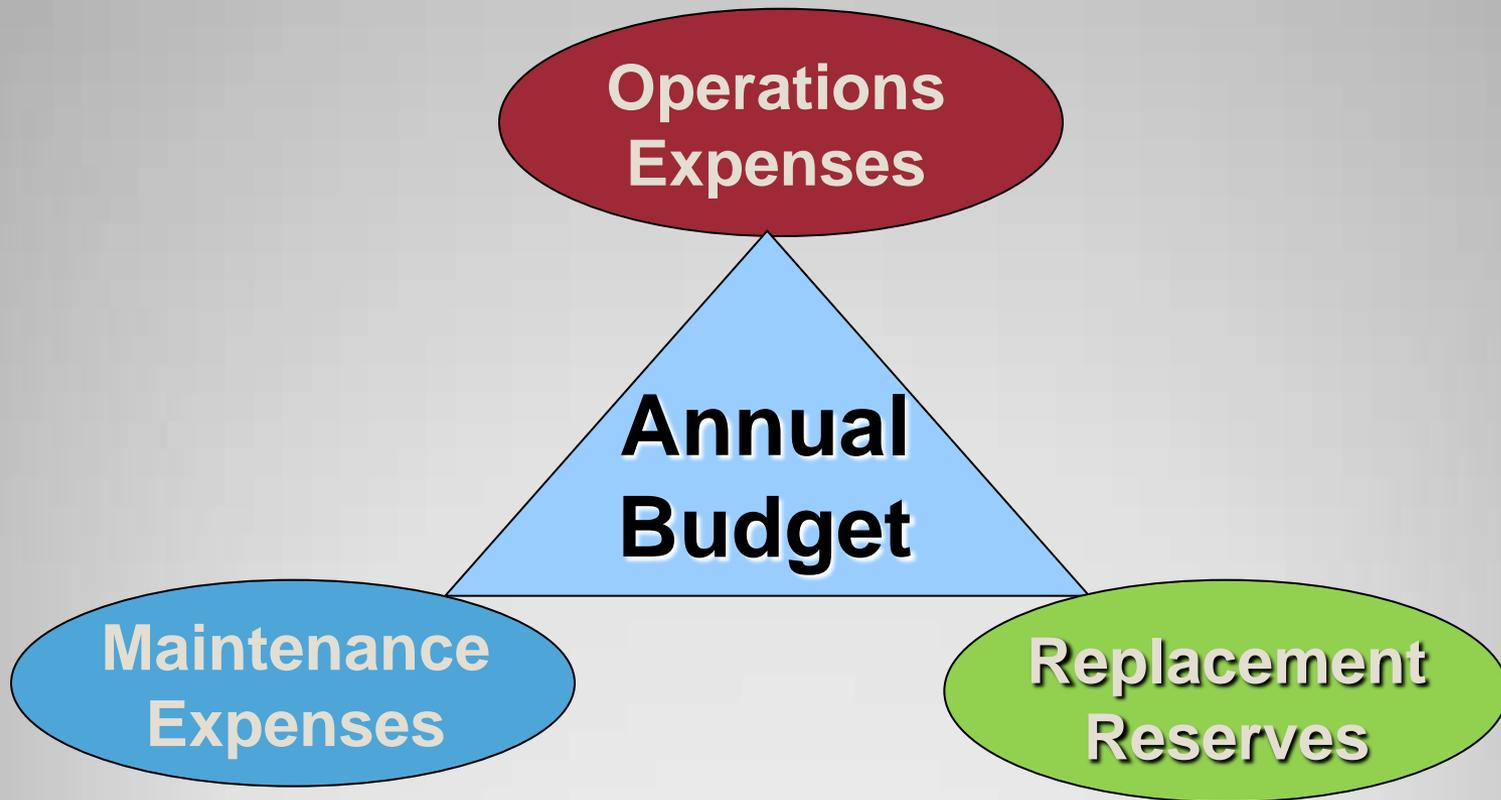 Operations
Expenses
Annual
Budget
Maintenance
Expenses
Replacement
Reserves